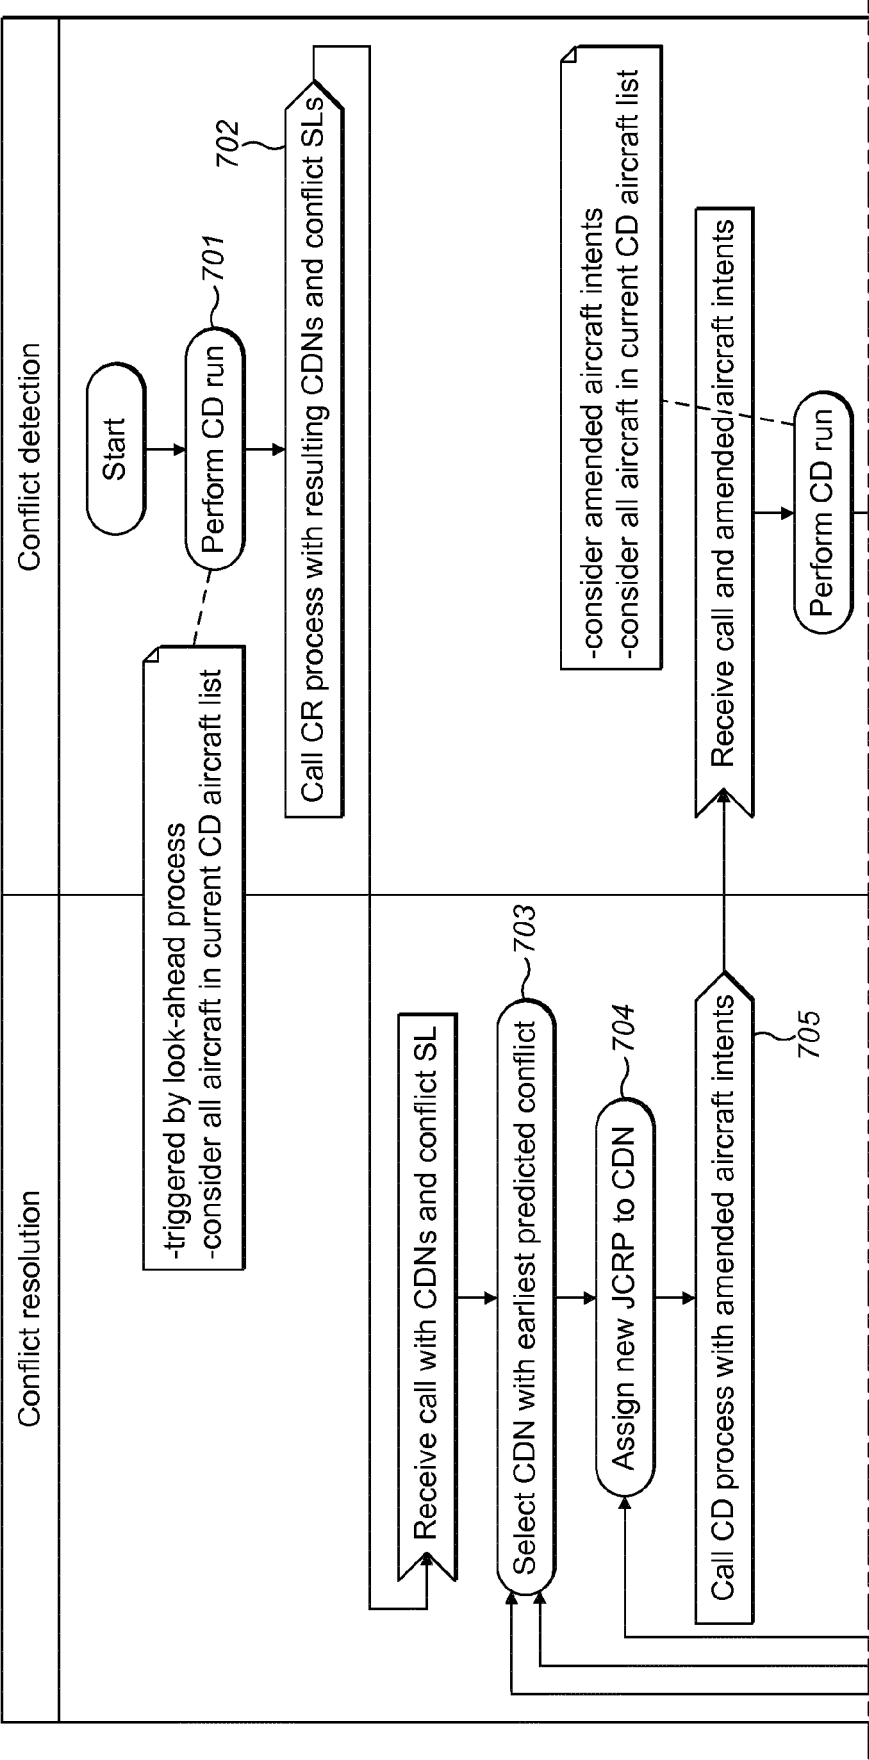 Conflict resolution
Conflict detection
Start
Perform CD run
701
-triggered by look-ahead process
-consider all aircraft in current CD aircraft list
Call CR process with resulting CDNs and conflict SLs
702
Receive call with CDNs and conflict SL
Select CDN with earliest predicted conflict
703
Assign new JCRP to CDN
704
Call CD process with amended aircraft intents
705
-consider amended aircraft intents
-consider all aircraft in current CD aircraft list
Receive call and amended aircraft intents
Perform CD run